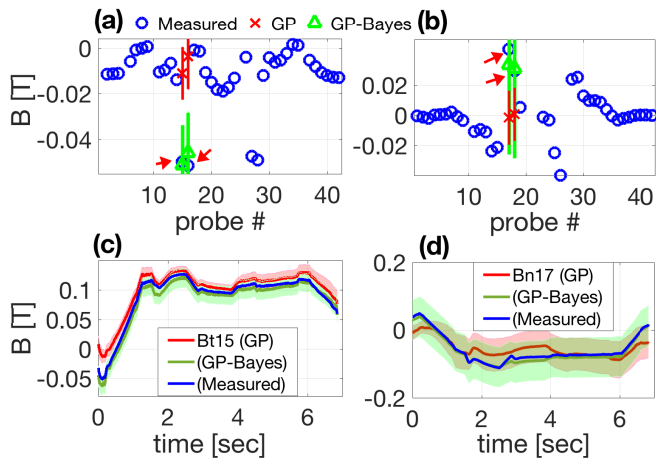 (a) Measured GP GP-Bayes (b)
0
-0.02
-0.04
B [T]
10 20 30 40
probe #
0.02
0
-0.02
10 20 30 40
probe #
(c)
0.1
0.05
0
-0.05
B [T]
Bt15 (GP)
(GP-Bayes)
(Measured)
0 2 4 6
time [sec]
(d)
0.2
0
-0.2
Bn17 (GP)
(GP-Bayes)
(Measured)
0 2 4 6
time [sec]